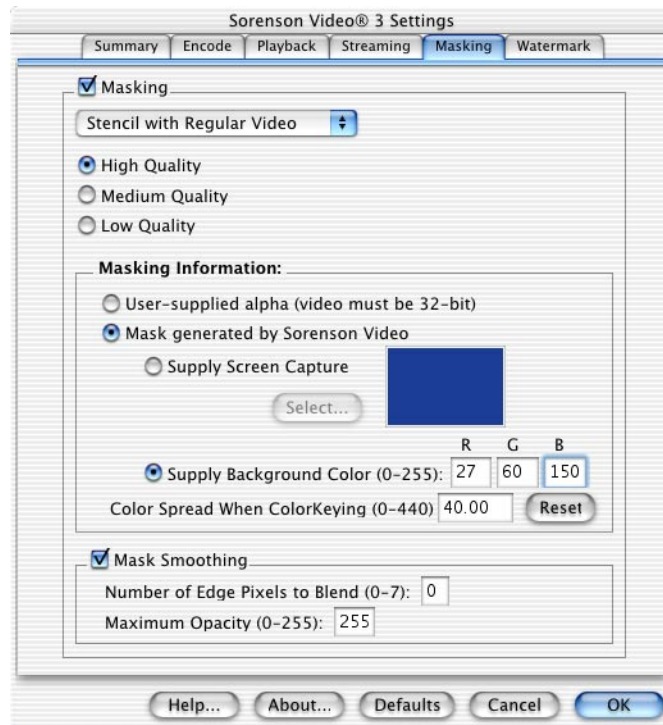 Sorenson Video® 3 Settings
Summary Encode Playback Streaming Masking Watermark
Masking
Stencil with Regular Video
High Quality
Medium Quality
Low Quality
Masking Information:
User-supplied alpha (video must be 32-bit)
Mask generated by Sorenson Video
Supply Screen Capture
Select...
R G B
Supply Background Color (0-255): 27 60 150
Color Spread When ColorKeying (0-440) 40.00 Reset
Mask Smoothing
Number of Edge Pixels to Blend (0-7): 0
Maximum Opacity (0-255): 255
Help... About... Defaults Cancel OK